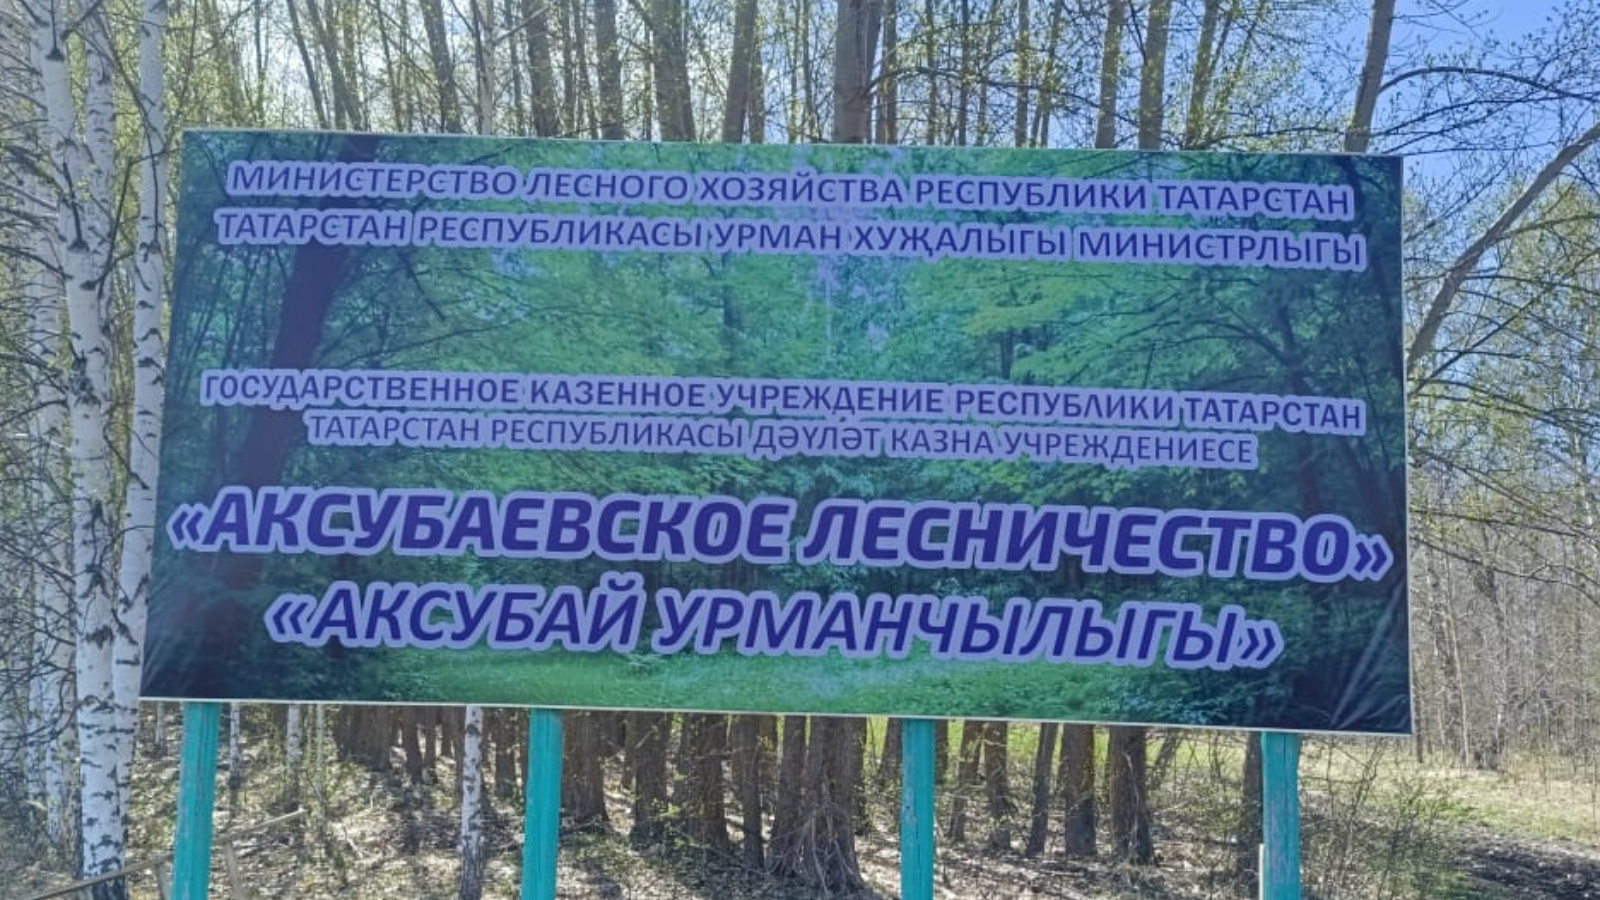 МИНИСТЕРСТВО ЛЕСНОГО ХОЗЯЙСТВА РЕСПУБЛИКИ ТАТАРСТАН
ТАТАРСТАН РЕСПУБЛИКАСЫ УРМАН ХУҖАЛЫГЫ МИНИСТРЛЫГЫ
ГОСУДАРСТВЕННОЕ КАЗЕННОЕ УЧРЕЖДЕНИЕ РЕСПУБЛИКИ ТАТАРСТАН
ТАТАРСТАН РЕСПУБЛИКАСЫ ДӘҮЛӘТ КАЗНА УЧРЕЖДЕНИЕСЕ
«АКСУБАЕВСКОЕ ЛЕСНИЧЕСТВО»
«АКСУБАЙ УРМАНЧЫЛЫГЫ»